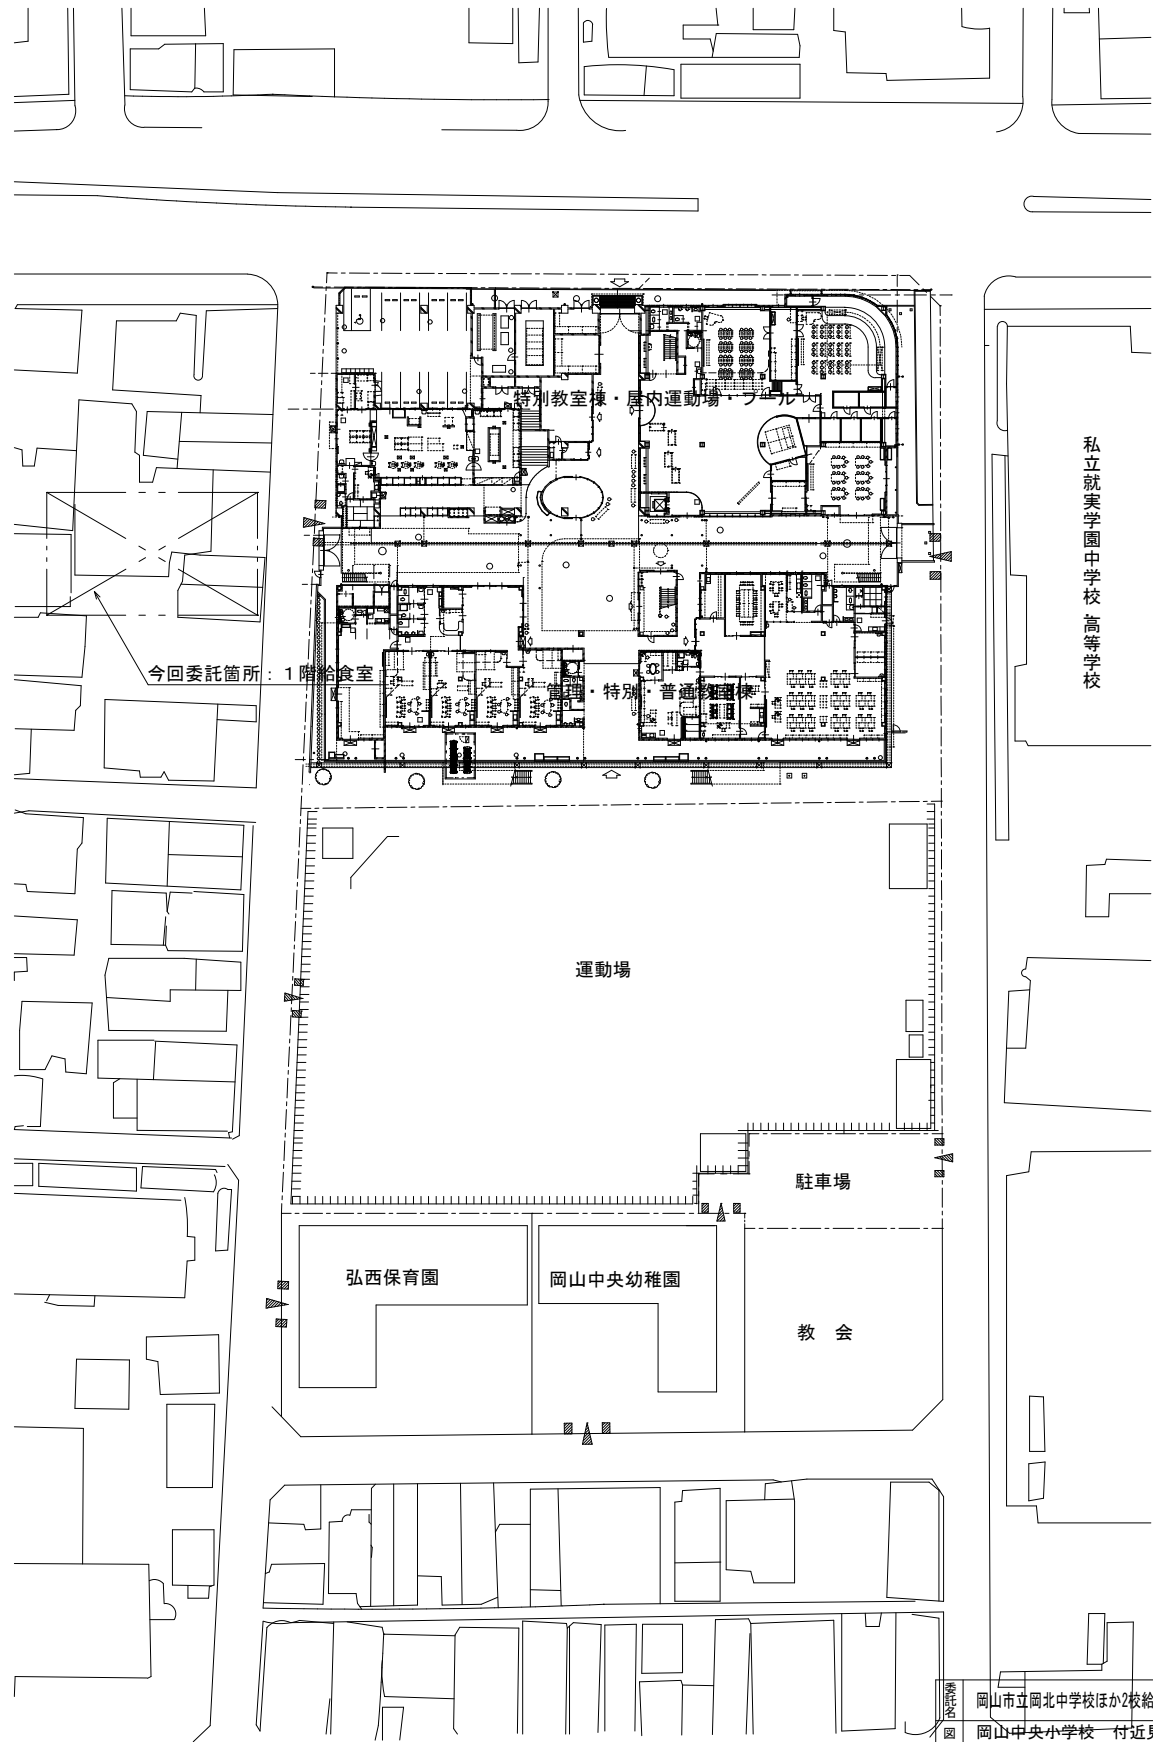 特別教室棟・屋内運動場・プール
私立就実学園中学校 高等学校
今回委託箇所：１階給食室
管理・特別・普通教室棟
運動場
駐車場
弘西保育園
岡山中央幼稚園
教　会
委託名
岡山市立岡北中学校ほか2校給
図
岡山中央小学校　付近見